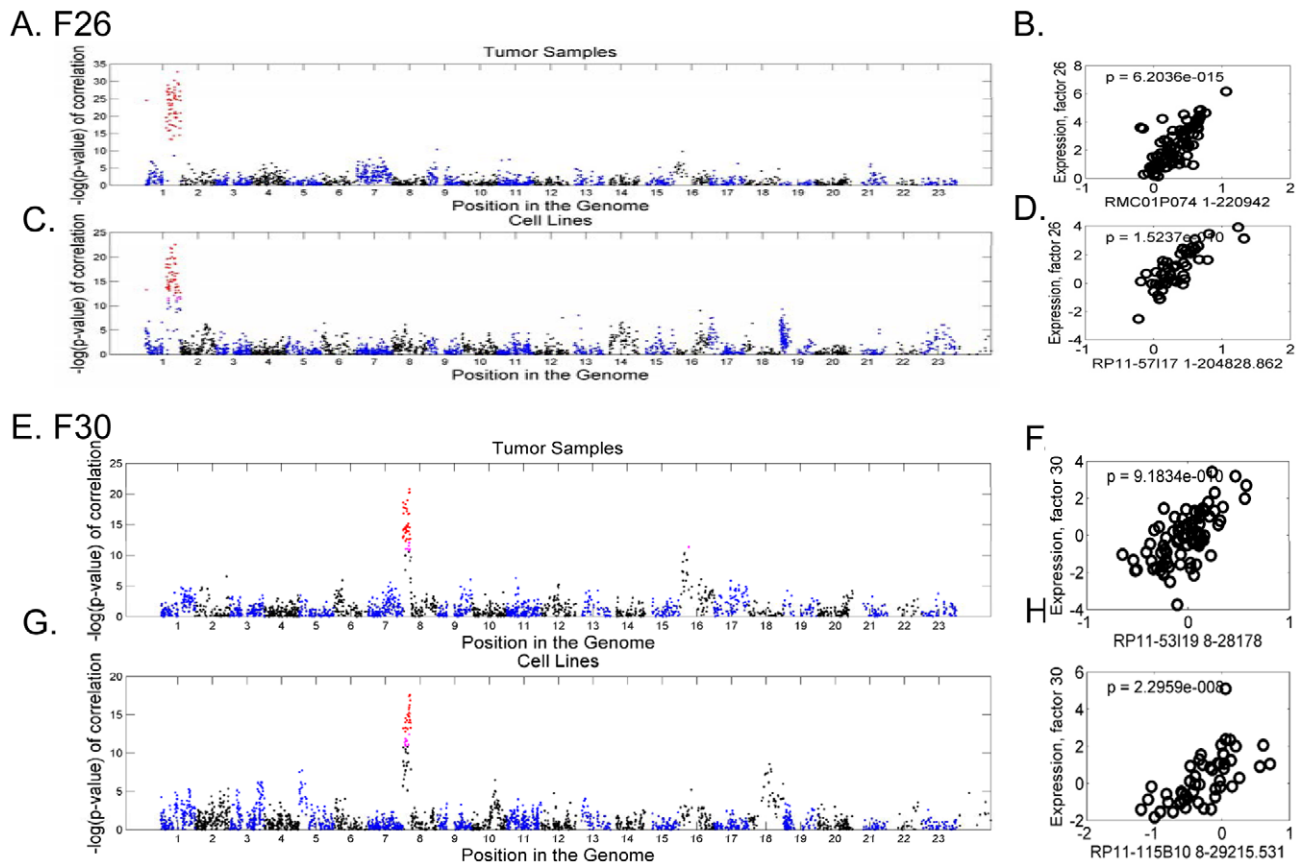 A. F26
Tumor Samples
-log(p-value) of correlation
35
30
25
20
15
10
5
0
1 2 3 4 5 6 7 8 9 10 11 12 13 14 15 16 17 18 19 20 21 22 23
Position in the Genome
B.
Expression, factor 26
p = 6.2036e-015
8
6
4
2
0
-1 0 1 2
RMC01P074 1-220942
C.
Cell Lines
-log(p-value) of correlation
25
20
15
10
5
0
1 2 3 4 5 6 7 8 9 10 11 12 13 14 15 16 17 18 19 20 21 22 23
Position in the Genome
D.
Expression, factor 26
p = 1.5237e-010
4
2
0
-2
-4
-1 0 1 2
RP11-57I17 1-204828.862
E. F30
Tumor Samples
-log(p-value) of correlation
25
20
15
10
5
0
1 2 3 4 5 6 7 8 9 10 11 12 13 14 15 16 17 18 19 20 21 22 23
Position in the Genome
F.
Expression, factor 30
p = 9.1834e-010
4
2
0
-2
-4
-1 0 1
RP11-53I19 8-28178
G.
Cell Lines
-log(p-value) of correlation
20
15
10
5
0
1 2 3 4 5 6 7 8 9 10 11 12 13 14 15 16 17 18 19 20 21 22 23
Position in the Genome
H
Expression, factor 30
p = 2.2959e-008
6
4
2
0
-2
-2 -1 0 1
RP11-115B10 8-29215.531